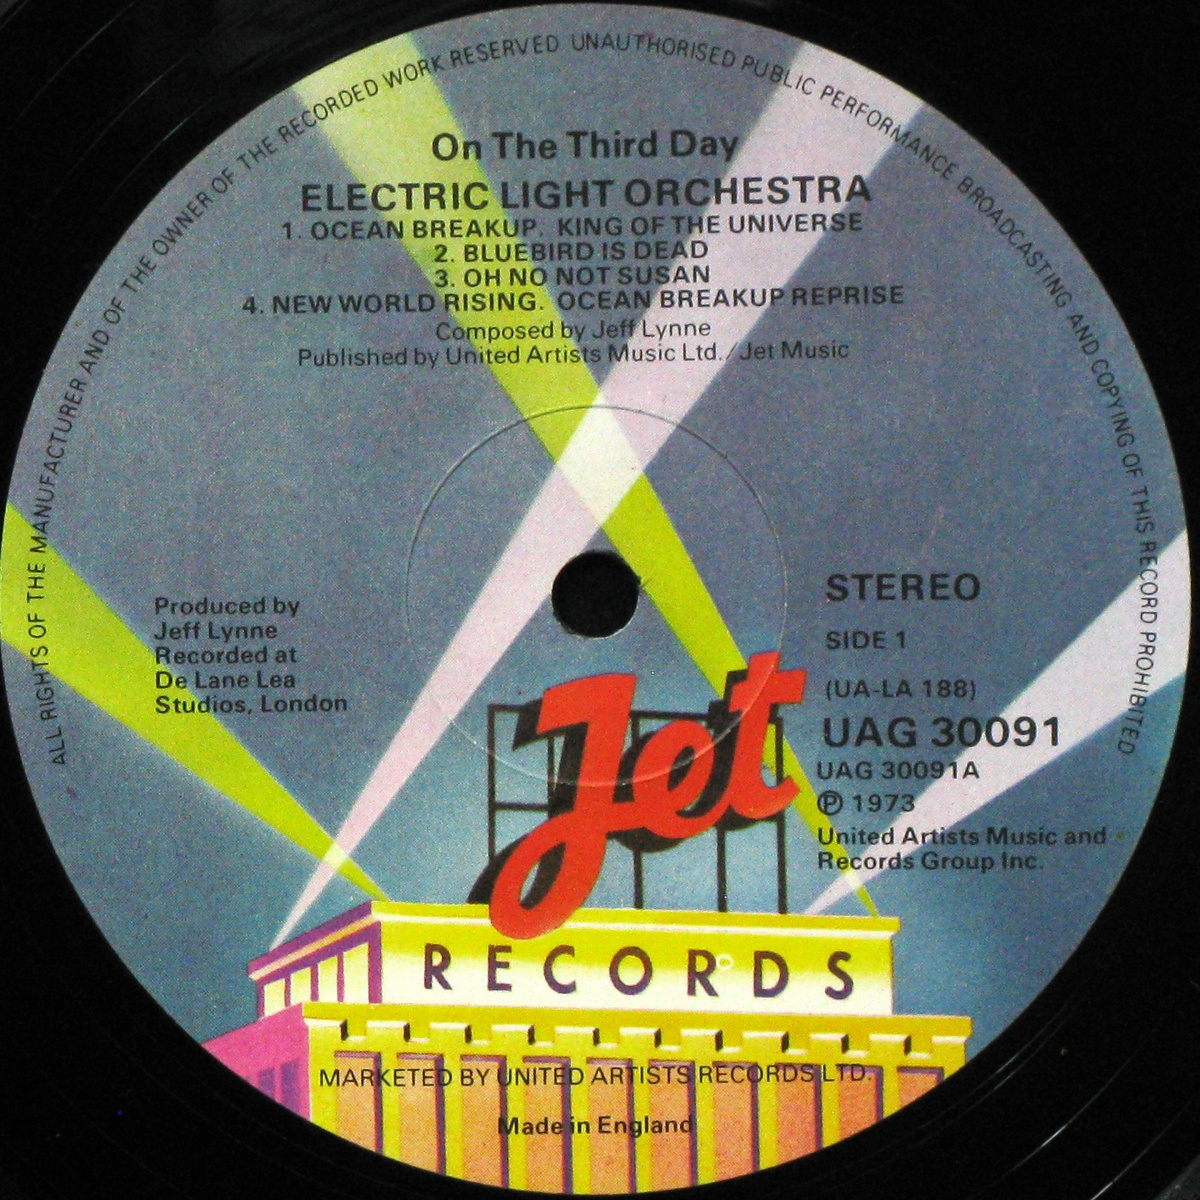 ALL RIGHTS OF THE MANUFACTURER AND OF THE OWNER OF THE RECORDED WORK RESERVED UNAUTHORISED PUBLIC PERFORMANCE BROADCASTING AND COPYING OF THIS RECORD PROHIBITED
On The Third Day
ELECTRIC LIGHT ORCHESTRA
1. OCEAN BREAKUP. KING OF THE UNIVERSE
2. BLUEBIRD IS DEAD
3. OH NO NOT SUSAN
4. NEW WORLD RISING. OCEAN BREAKUP REPRISE
Composed by Jeff Lynne
Published by United Artists Music Ltd./Jet Music
Produced by
Jeff Lynne
Recorded at
De Lane Lea
Studios, London
STEREO
SIDE 1
(UA-LA 188)
UAG 30091
UAG 30091A
℗ 1973
United Artists Music and
Records Group Inc.
Jet
RECORDS
MARKETED BY UNITED ARTISTS RECORDS LTD.
Made in England